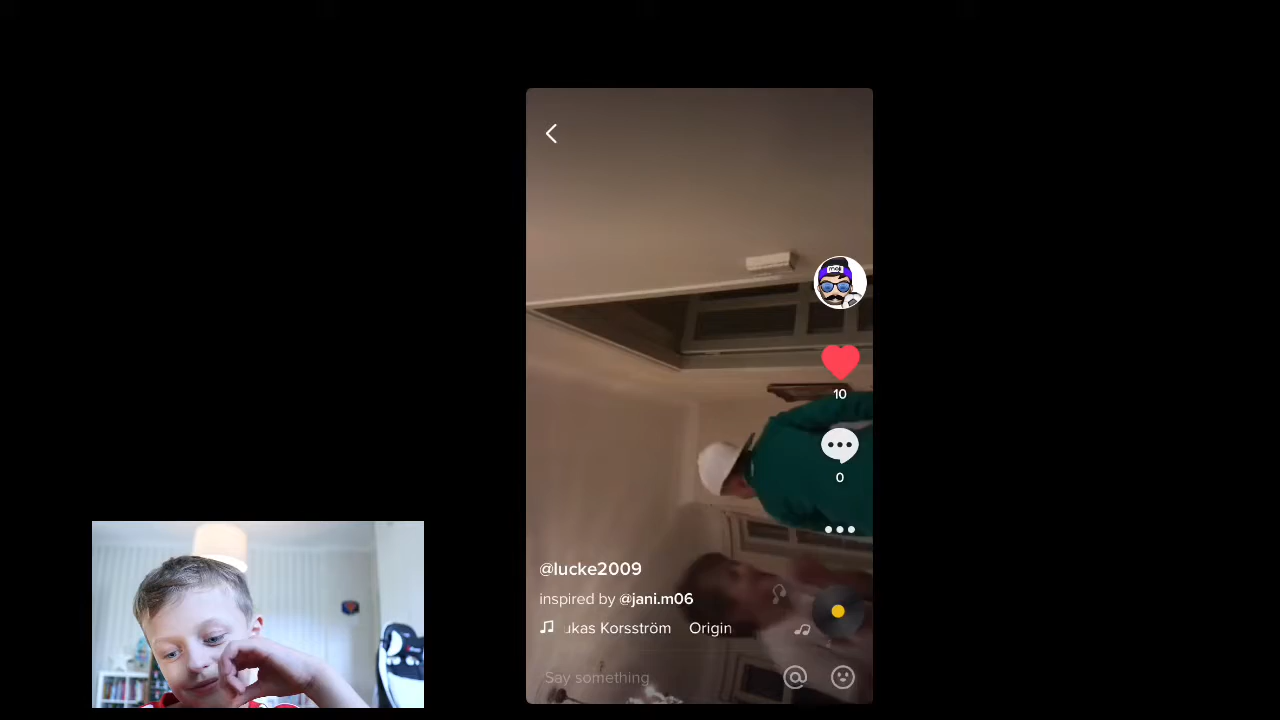 10
0
@lucke2009
inspired by @jani.m06
ukas Korsström Origin
Say something